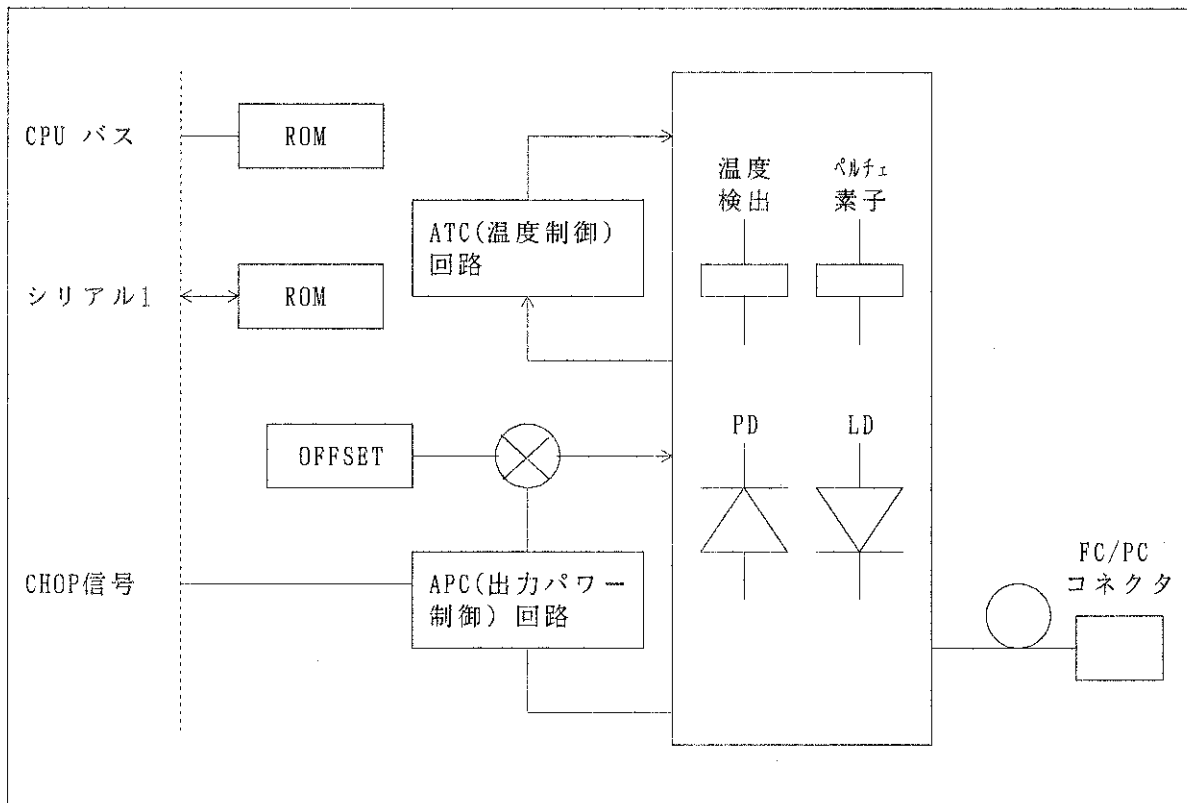 CPU バス
ROM
温度
検出
ペルチェ
素子
ATC(温度制御)
回路
シリアル1
ROM
PD
LD
OFFSET
CHOP信号
APC(出力パワー
制御) 回路
FC/PC
コネクタ